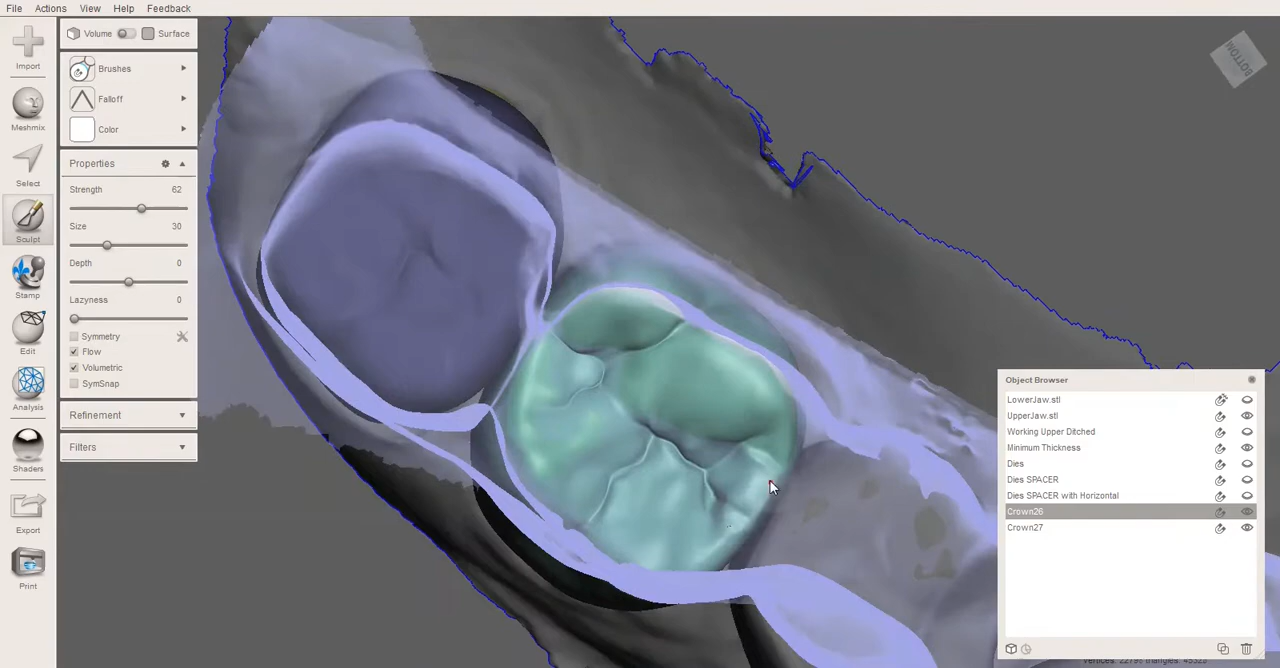 File Actions View Help Feedback
Import
Meshmix
Select
Sculpt
Stamp
Edit
Analysis
Shaders
Export
Print
Volume Surface
Brushes
Falloff
Color
Properties
Strength 62
Size 30
Depth 0
Lazyness 0
Symmetry
Flow
Volumetric
SymSnap
Refinement
Filters
BOTTOM
Object Browser
LowerJaw.stl
UpperJaw.stl
Working Upper Ditched
Minimum Thickness
Dies
Dies SPACER
Dies SPACER with Horizontal
Crown26
Crown27